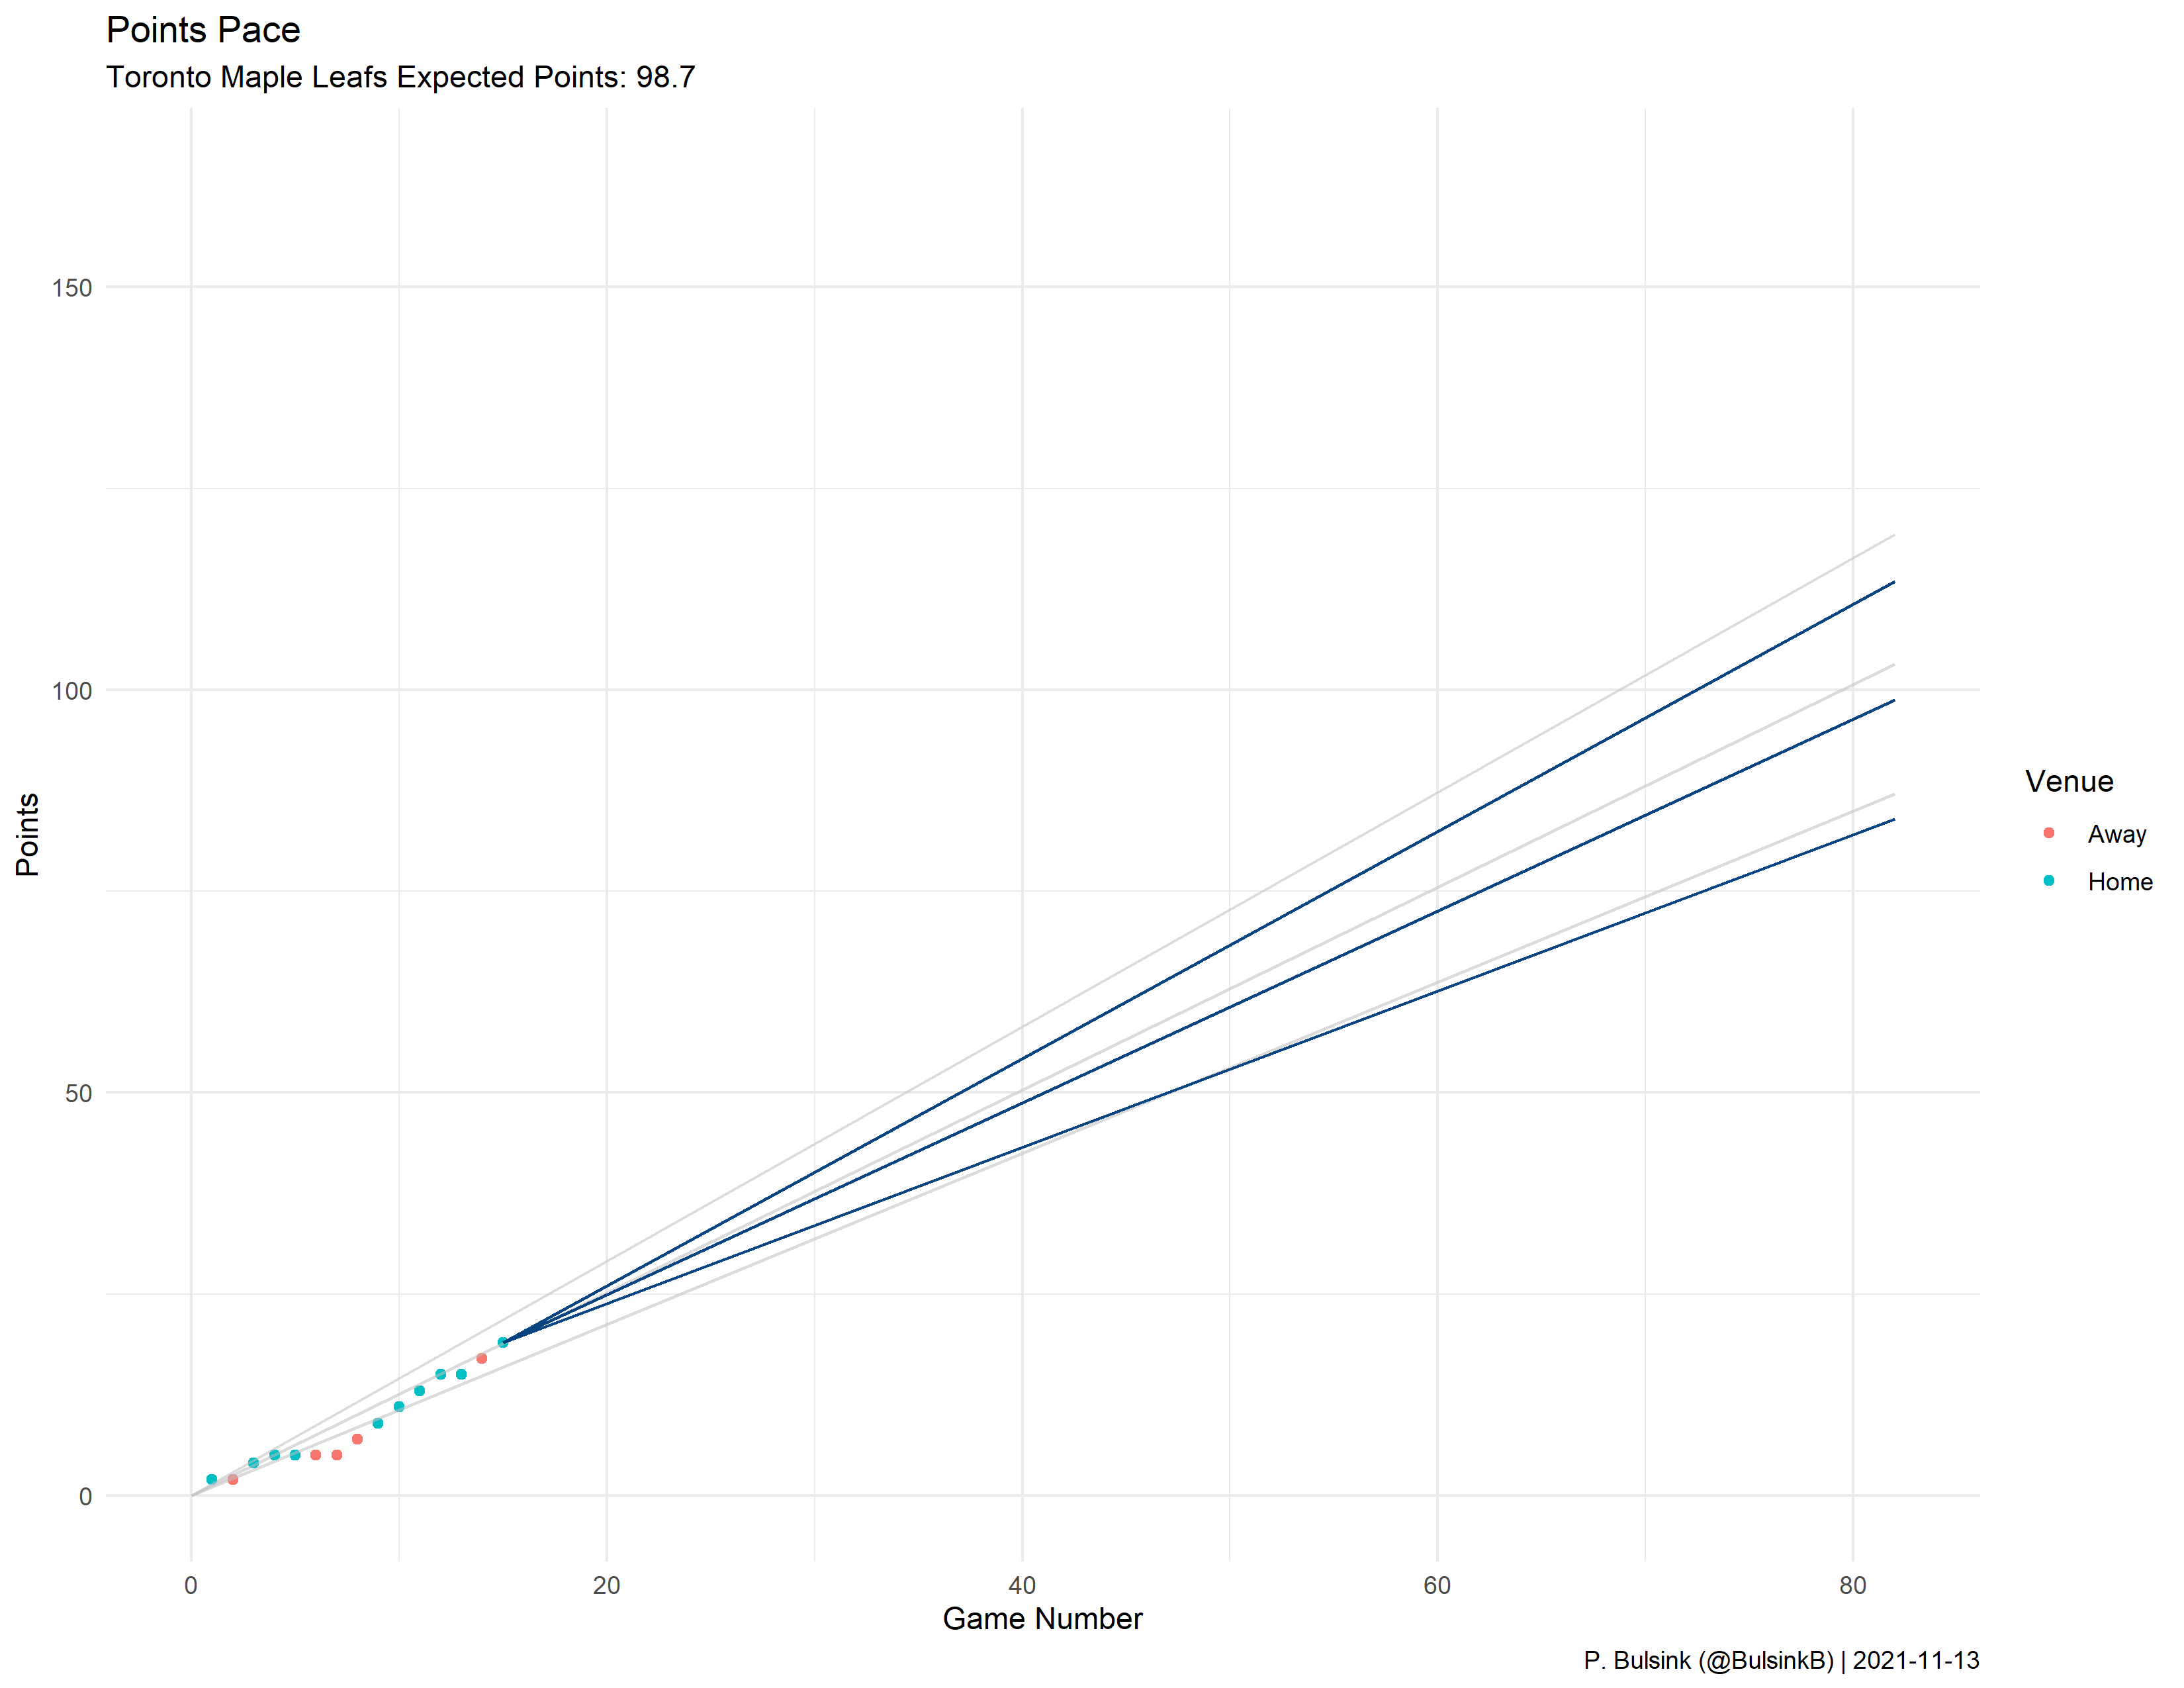 Points Pace
Toronto Maple Leafs Expected Points: 98.7
150
100
50
0
Points
0 20 40 60 80
Game Number
Venue
Away
Home
P. Bulsink (@BulsinkB) | 2021-11-13